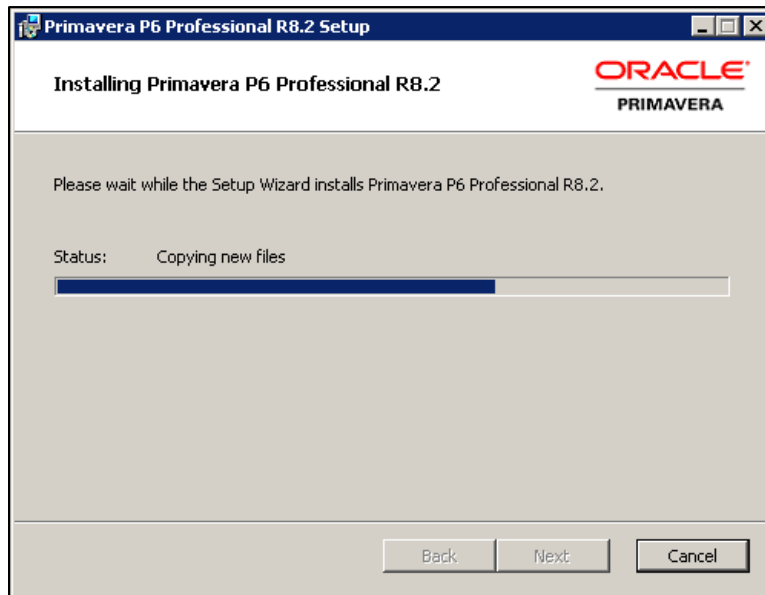 Primavera P6 Professional R8.2 Setup
Installing Primavera P6 Professional R8.2
ORACLE
PRIMAVERA
Please wait while the Setup Wizard installs Primavera P6 Professional R8.2.
Status: Copying new files
Back Next Cancel